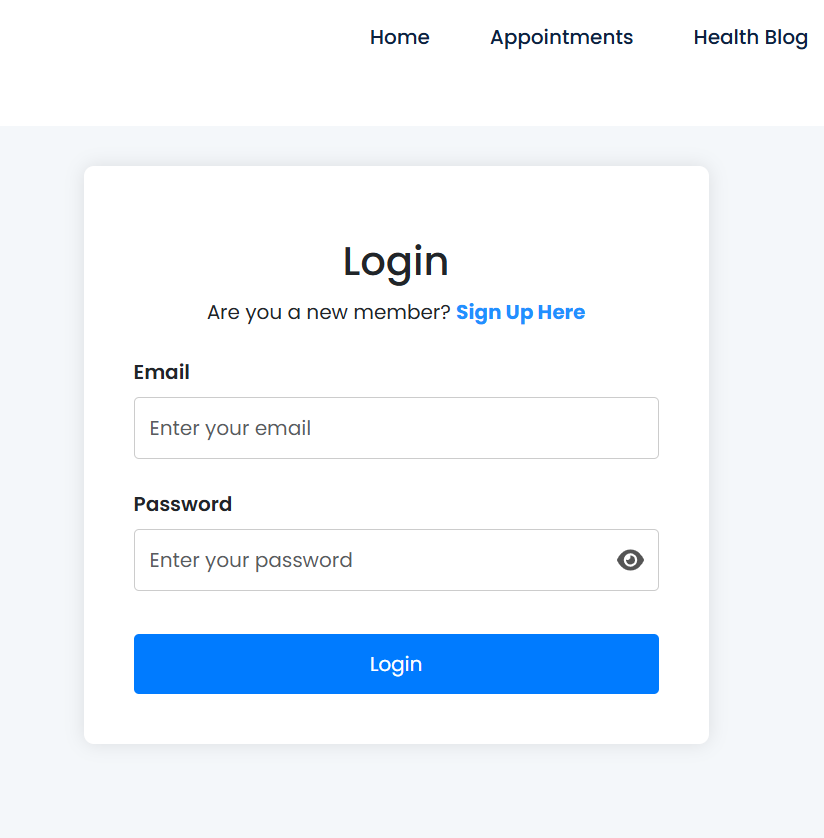 Home Appointments Health Blog
Login
Are you a new member? Sign Up Here
Email
Enter your email
Password
Enter your password
Login